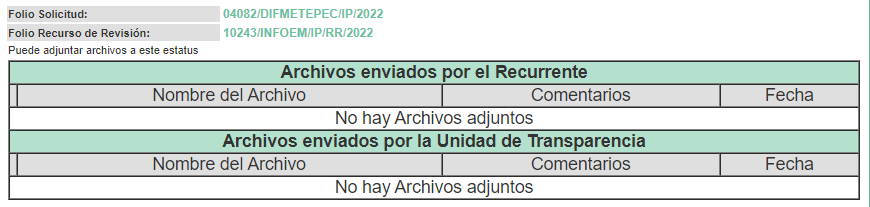 Folio Solicitud: 04082/DIFMETEPEC/IP/2022
Folio Recurso de Revisión: 10243/INFOEM/IP/RR/2022
Puede adjuntar archivos a este estatus
Archivos enviados por el Recurrente
Nombre del Archivo Comentarios Fecha
No hay Archivos adjuntos
Archivos enviados por la Unidad de Transparencia
Nombre del Archivo Comentarios Fecha
No hay Archivos adjuntos